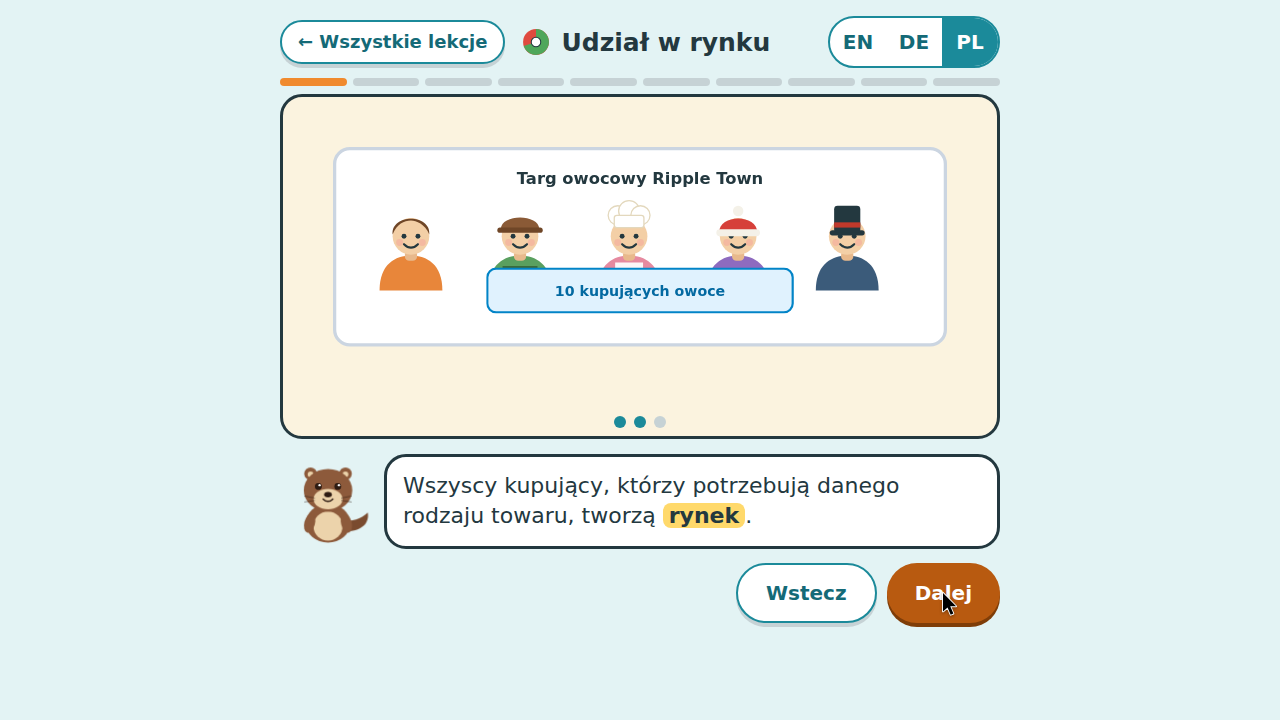 ← Wszystkie lekcje
Udział w rynku
EN DE PL
Targ owocowy Ripple Town
10 kupujących owoce
Wszyscy kupujący, którzy potrzebują danego
rodzaju towaru, tworzą rynek.
Wstecz
Dalej